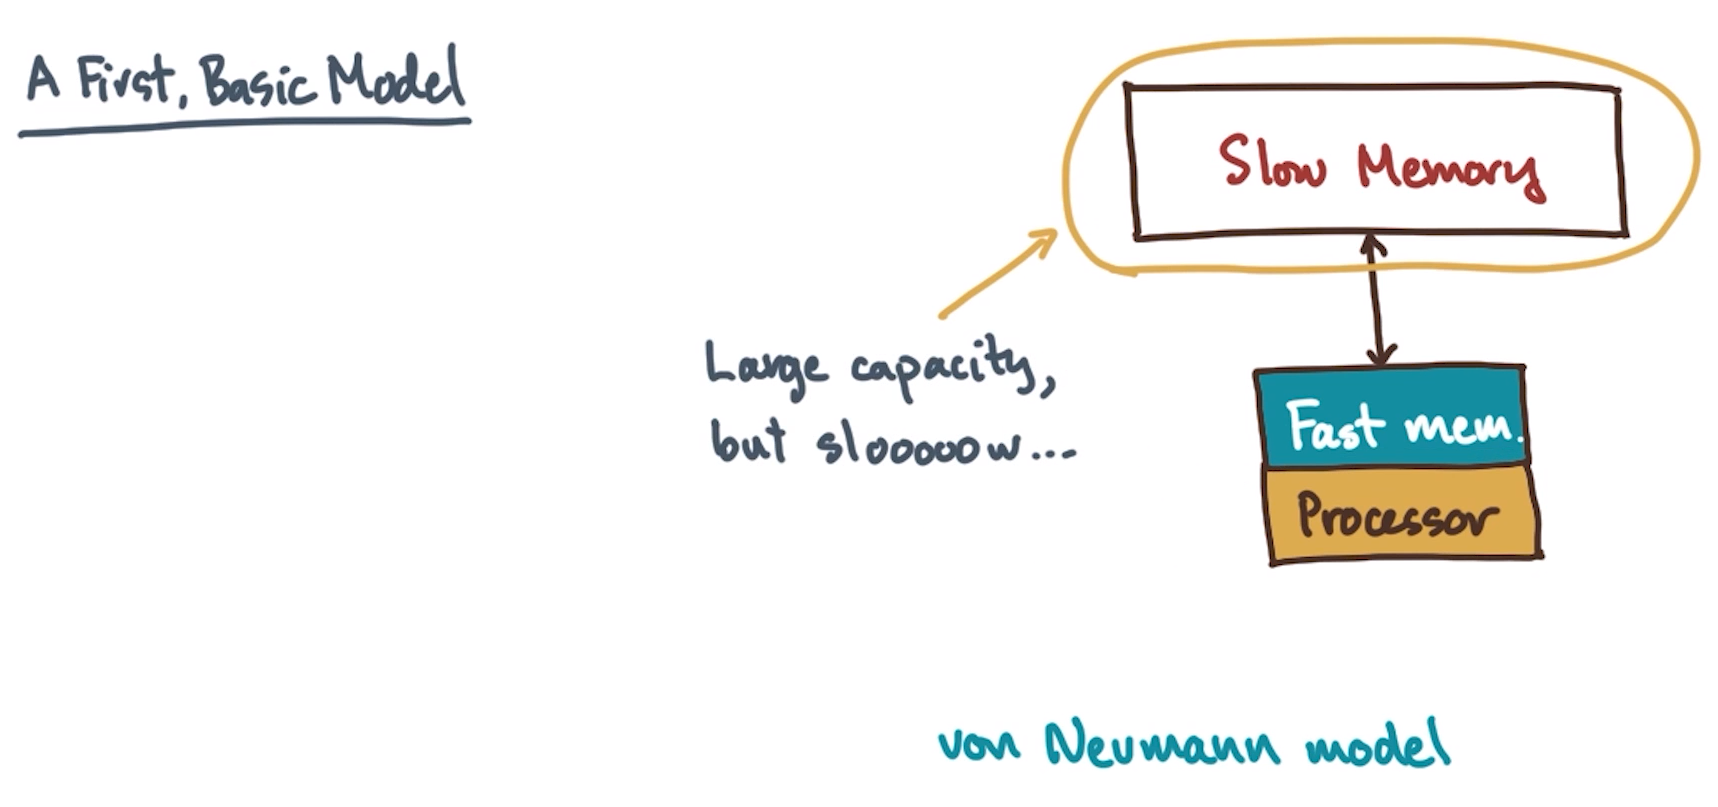 A First, Basic Model
Slow Memory
Large capacity,
but slooooow...
Fast mem.
Processor
von Neumann model